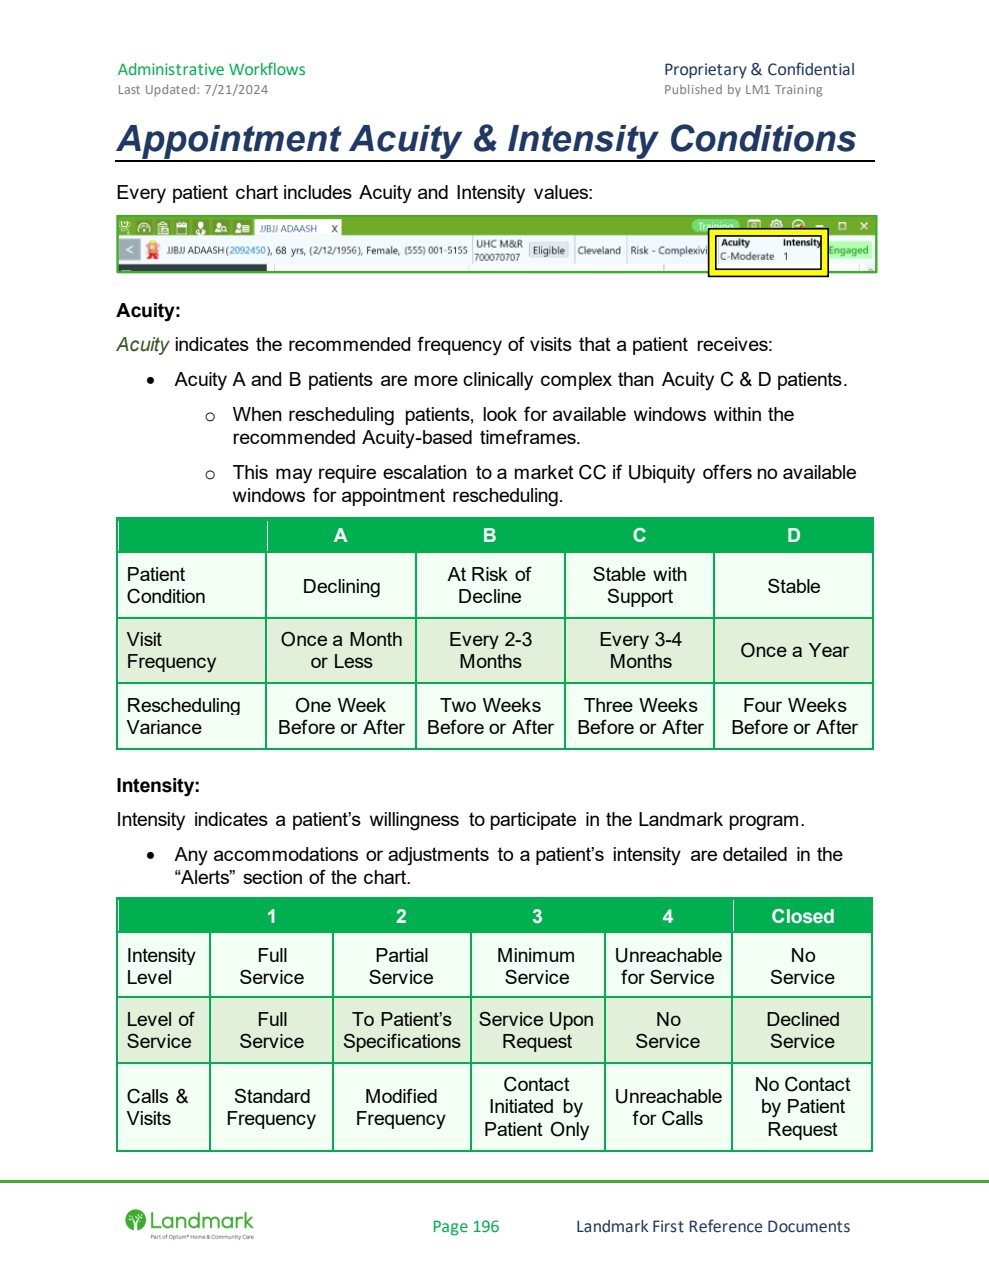 Administrative Workflows
Proprietary & Confidential
Last Updated: 7/21/2024
Published by LM1 Training
Appointment Acuity & Intensity Conditions
Every patient chart includes Acuity and Intensity values:
JJBJJ ADAASH X
Training
< JJBJJ ADAASH (2092450), 68 yrs, (2/12/1956), Female, (555) 001-5155
UHC M&R
700070707
Eligible
Cleveland
Risk - Complexivi
Acuity Intensity
C-Moderate 1
Engaged
Acuity:
Acuity indicates the recommended frequency of visits that a patient receives:
• Acuity A and B patients are more clinically complex than Acuity C & D patients.
o When rescheduling patients, look for available windows within the
recommended Acuity-based timeframes.
o This may require escalation to a market CC if Ubiquity offers no available
windows for appointment rescheduling.
A B C D
Patient
Condition
Declining
At Risk of
Decline
Stable with
Support
Stable
Visit
Frequency
Once a Month
or Less
Every 2-3
Months
Every 3-4
Months
Once a Year
Rescheduling
Variance
One Week
Before or After
Two Weeks
Before or After
Three Weeks
Before or After
Four Weeks
Before or After
Intensity:
Intensity indicates a patient’s willingness to participate in the Landmark program.
• Any accommodations or adjustments to a patient’s intensity are detailed in the
“Alerts” section of the chart.
1 2 3 4 Closed
Intensity
Level
Full
Service
Partial
Service
Minimum
Service
Unreachable
for Service
No
Service
Level of
Service
Full
Service
To Patient’s
Specifications
Service Upon
Request
No
Service
Declined
Service
Calls &
Visits
Standard
Frequency
Modified
Frequency
Contact
Initiated by
Patient Only
Unreachable
for Calls
No Contact
by Patient
Request
Landmark
Part of Optum® Home & Community Care
Page 196
Landmark First Reference Documents